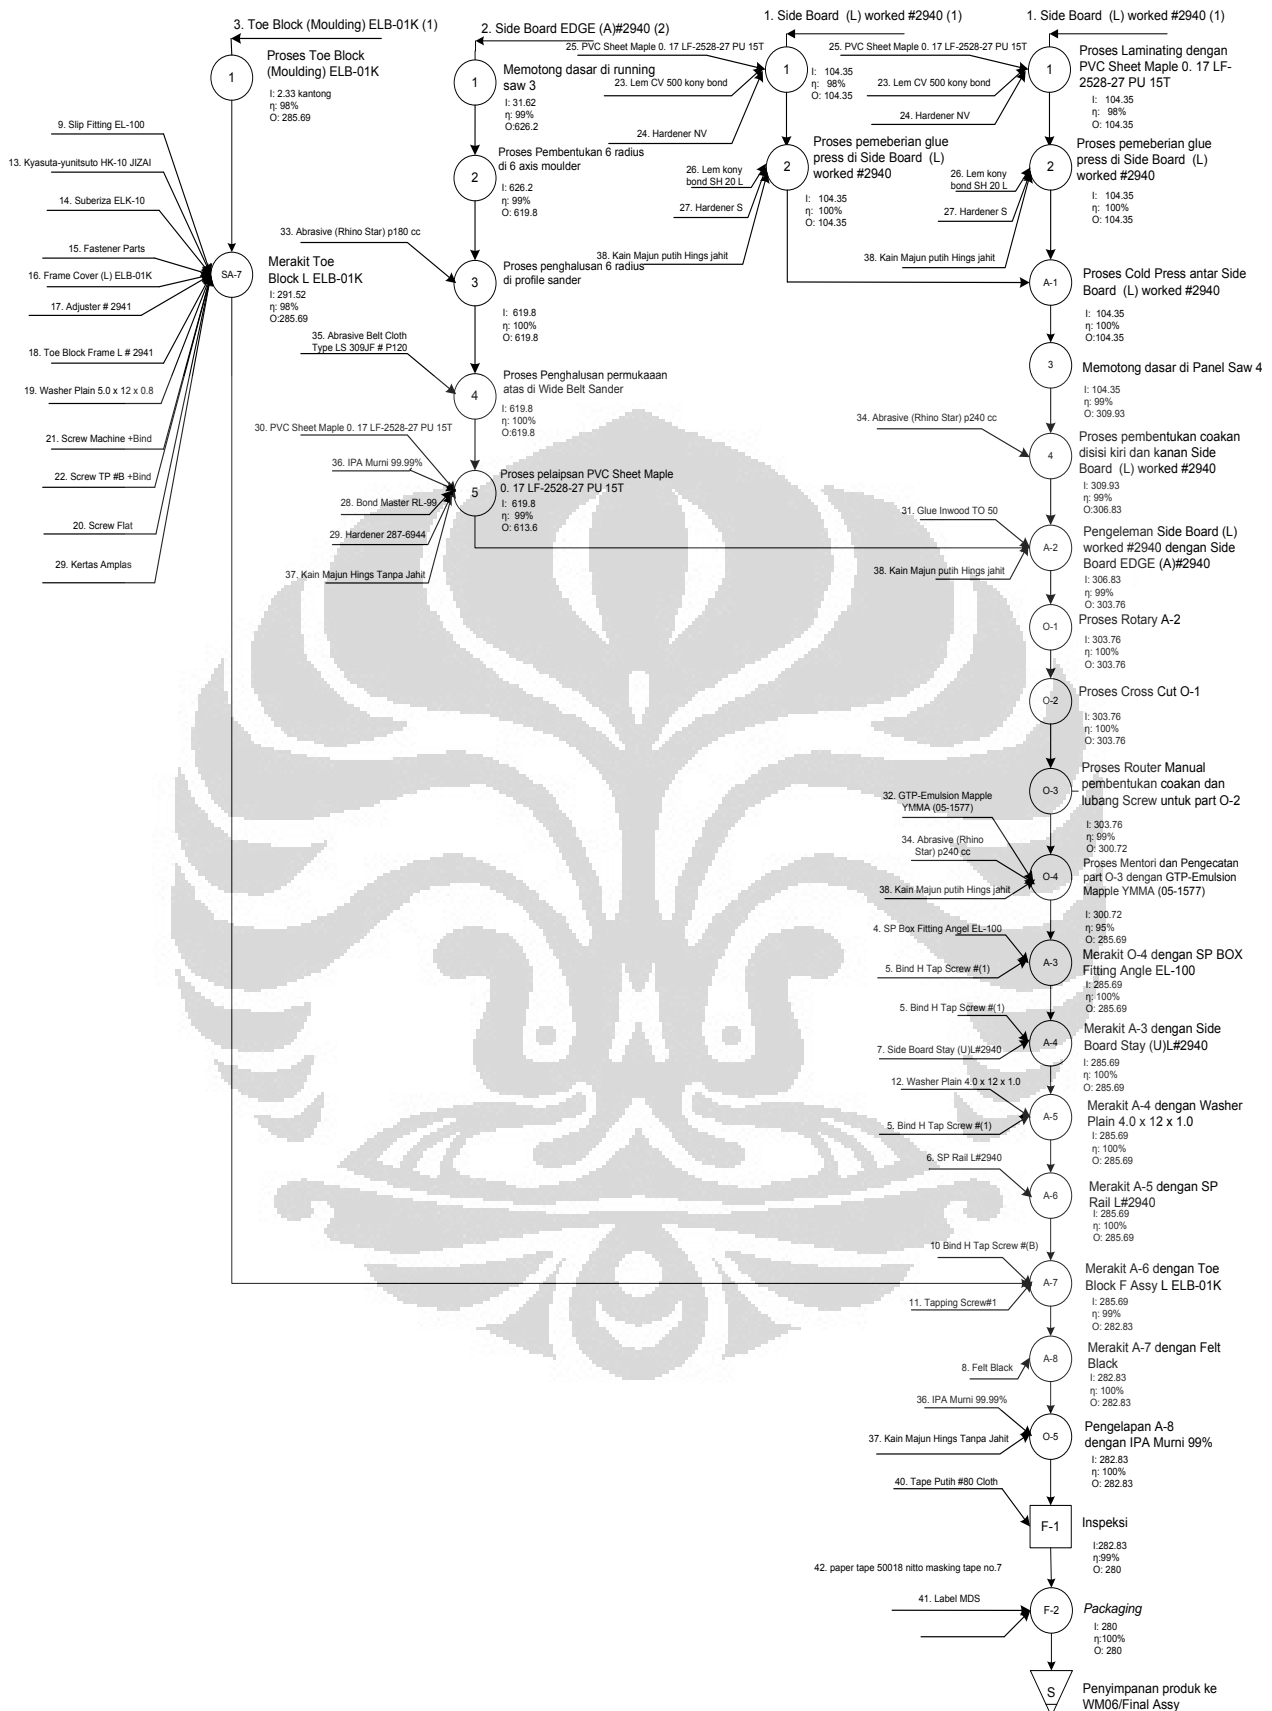 3. Toe Block (Moulding) ELB-01K (1)
1
Proses Toe Block
(Moulding) ELB-01K
I: 2.33 kantong
η: 98%
O: 285.69
9. Slip Fitting EL-100
13. Kyasuta-yunitsuto HK-10 JIZAI
14. Suberiza ELK-10
15. Fastener Parts
16. Frame Cover (L) ELB-01K
17. Adjuster # 2941
18. Toe Block Frame L # 2941
19. Washer Plain 5.0 x 12 x 0.8
21. Screw Machine +Bind
22. Screw TP #B +Bind
20. Screw Flat
29. Kertas Amplas
SA-7
Merakit Toe
Block L ELB-01K
I: 291.52
η: 98%
O:285.69
2. Side Board EDGE (A)#2940 (2)
1
Memotong dasar di running
saw 3
I: 31.62
η: 99%
O:626.2
2
Proses Pembentukan 6 radius
di 6 axis moulder
I: 626.2
η: 99%
O: 619.8
33. Abrasive (Rhino Star) p180 cc
3
Proses penghalusan 6 radius
di profile sander
I: 619.8
η: 100%
O: 619.8
35. Abrasive Belt Cloth
Type LS 309JF # P120
4
Proses Penghalusan permukaaan
atas di Wide Belt Sander
I: 619.8
η: 100%
O:619.8
30. PVC Sheet Maple 0. 17 LF-2528-27 PU 15T
36. IPA Murni 99.99%
28. Bond Master RL-99
29. Hardener 287-6944
37. Kain Majun Hings Tanpa Jahit
5
Proses pelaipsan PVC Sheet Maple
0. 17 LF-2528-27 PU 15T
I: 619.8
η: 99%
O: 613.6
1. Side Board (L) worked #2940 (1)
25. PVC Sheet Maple 0. 17 LF-2528-27 PU 15T
23. Lem CV 500 kony bond
24. Hardener NV
1
I: 104.35
η: 98%
O: 104.35
26. Lem kony
bond SH 20 L
27. Hardener S
38. Kain Majun putih Hings jahit
2
Proses pemeberian glue
press di Side Board (L)
worked #2940
I: 104.35
η: 100%
O: 104.35
1. Side Board (L) worked #2940 (1)
25. PVC Sheet Maple 0. 17 LF-2528-27 PU 15T
23. Lem CV 500 kony bond
24. Hardener NV
1
Proses Laminating dengan
PVC Sheet Maple 0. 17 LF-
2528-27 PU 15T
I: 104.35
η: 98%
O: 104.35
26. Lem kony
bond SH 20 L
27. Hardener S
38. Kain Majun putih Hings jahit
2
Proses pemeberian glue
press di Side Board (L)
worked #2940
I: 104.35
η: 100%
O: 104.35
A-1
Proses Cold Press antar Side
Board (L) worked #2940
I: 104.35
η: 100%
O:104.35
3
Memotong dasar di Panel Saw 4
I: 104.35
η: 99%
O: 309.93
34. Abrasive (Rhino Star) p240 cc
4
Proses pembentukan coakan
disisi kiri dan kanan Side
Board (L) worked #2940
I: 309.93
η: 99%
O:306.83
31. Glue Inwood TO 50
38. Kain Majun putih Hings jahit
A-2
Pengeleman Side Board (L)
worked #2940 dengan Side
Board EDGE (A)#2940
I: 306.83
η: 99%
O: 303.76
O-1
Proses Rotary A-2
I: 303.76
η: 100%
O: 303.76
O-2
Proses Cross Cut O-1
I: 303.76
η: 100%
O: 303.76
O-3
Proses Router Manual
pembentukan coakan dan
lubang Screw untuk part O-2
I: 303.76
η: 99%
O: 300.72
32. GTP-Emulsion Mapple
YMMA (05-1577)
34. Abrasive (Rhino
Star) p240 cc
38. Kain Majun putih Hings jahit
O-4
Proses Mentori dan Pengecatan
part O-3 dengan GTP-Emulsion
Mapple YMMA (05-1577)
I: 300.72
η: 95%
O: 285.69
4. SP Box Fitting Angel EL-100
5. Bind H Tap Screw #(1)
A-3
Merakit O-4 dengan SP BOX
Fitting Angle EL-100
I: 285.69
η: 100%
O: 285.69
5. Bind H Tap Screw #(1)
7. Side Board Stay (U)L#2940
A-4
Merakit A-3 dengan Side
Board Stay (U)L#2940
I: 285.69
η: 100%
O: 285.69
12. Washer Plain 4.0 x 12 x 1.0
5. Bind H Tap Screw #(1)
A-5
Merakit A-4 dengan Washer
Plain 4.0 x 12 x 1.0
I: 285.69
η: 100%
O: 285.69
6. SP Rail L#2940
A-6
Merakit A-5 dengan SP
Rail L#2940
I: 285.69
η: 100%
O: 285.69
10 Bind H Tap Screw #(B)
11. Tapping Screw#1
A-7
Merakit A-6 dengan Toe
Block F Assy L ELB-01K
I: 285.69
η: 99%
O: 282.83
8. Felt Black
A-8
Merakit A-7 dengan Felt
Black
I: 282.83
η: 100%
O: 282.83
36. IPA Murni 99.99%
37. Kain Majun Hings Tanpa Jahit
O-5
Pengelapan A-8
dengan IPA Murni 99%
I: 282.83
η: 100%
O: 282.83
40. Tape Putih #80 Cloth
F-1
Inspeksi
I:282.83
η:99%
O: 280
42. paper tape 50018 nitto masking tape no.7
41. Label MDS
F-2
Packaging
I: 280
η:100%
O: 280
S
Penyimpanan produk ke
WM06/Final Assy